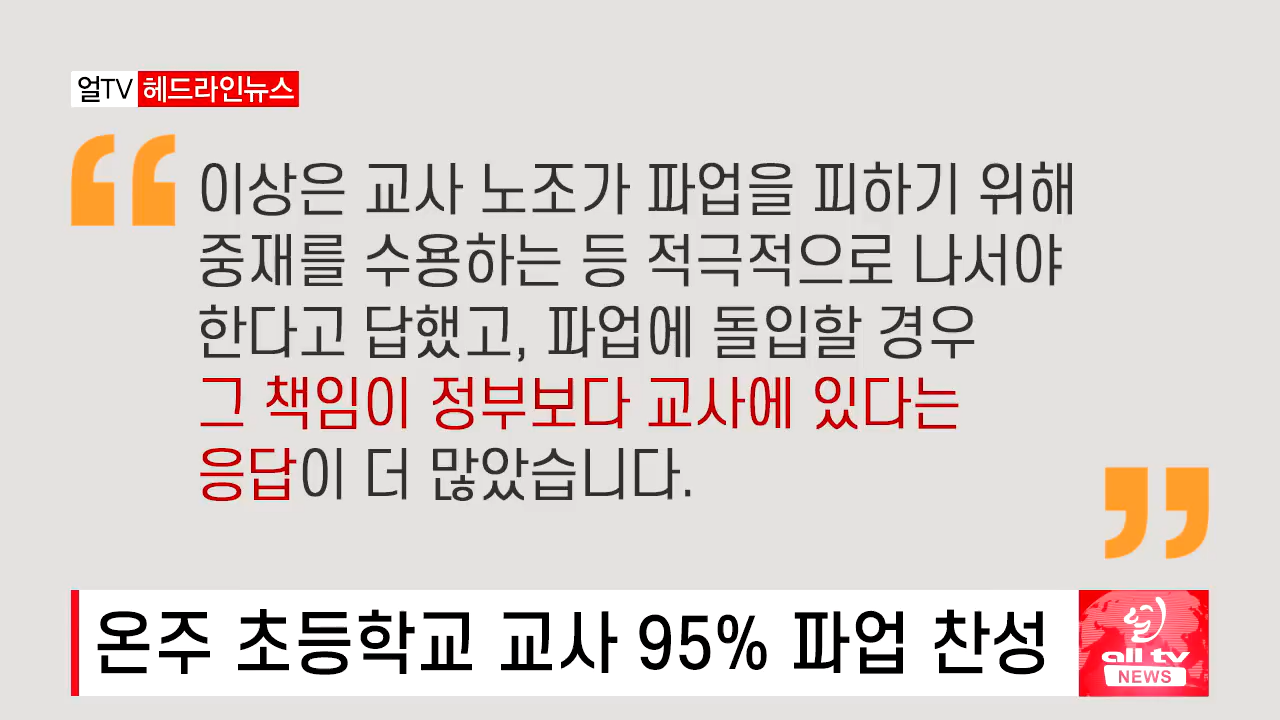 얼TV 헤드라인뉴스
이상은 교사 노조가 파업을 피하기 위해
중재를 수용하는 등 적극적으로 나서야
한다고 답했고, 파업에 돌입할 경우
그 책임이 정부보다 교사에 있다는
응답이 더 많았습니다.
온주 초등학교 교사 95% 파업 찬성
얼
all tv
NEWS